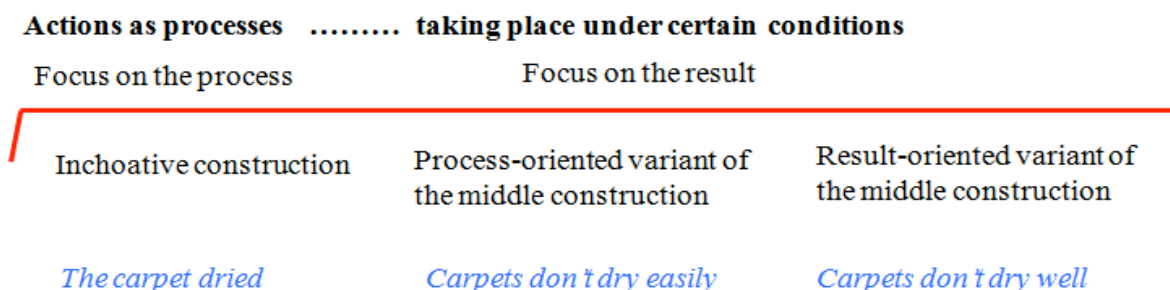 Actions as processes ……… taking place under certain conditions
Focus on the process Focus on the result
Inchoative construction
Process-oriented variant of
the middle construction
Result-oriented variant of
the middle construction
The carpet dried
Carpets don't dry easily
Carpets don't dry well